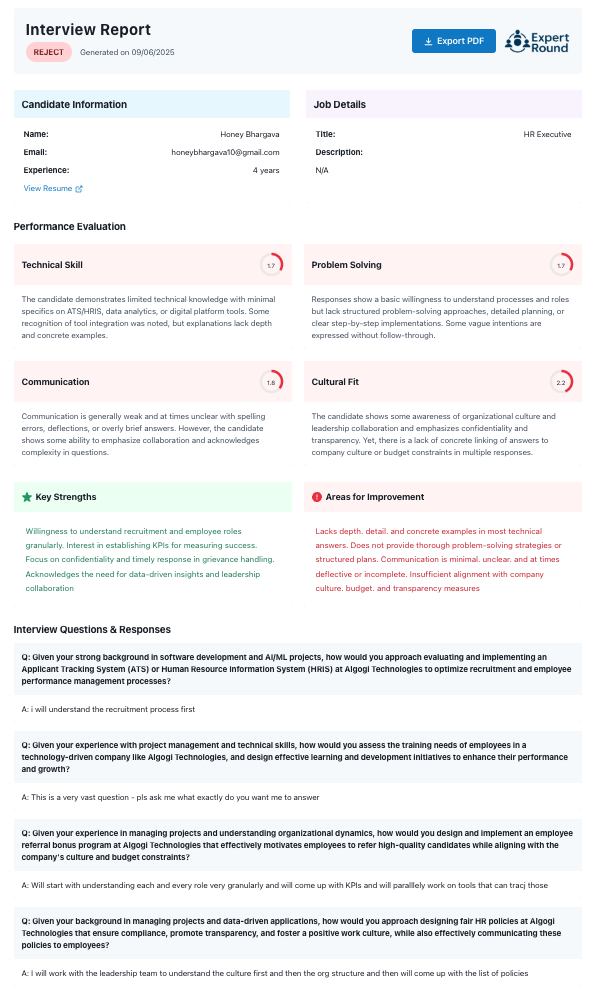 Interview Report
REJECT Generated on 09/06/2025
Export PDF
Expert
Round
Candidate Information
Name: Honey Bhargava
Email: honeybhargava10@gmail.com
Experience: 4 years
View Resume
Job Details
Title: HR Executive
Description:
N/A
Performance Evaluation
Technical Skill 1.7
The candidate demonstrates limited technical knowledge with minimal
specifics on ATS/HRIS, data analytics, or digital platform tools. Some
recognition of tool integration was noted, but explanations lack depth
and concrete examples.
Problem Solving 1.7
Responses show a basic willingness to understand processes and roles
but lack structured problem-solving approaches, detailed planning, or
clear step-by-step implementations. Some vague intentions are
expressed without follow-through.
Communication 1.8
Communication is generally weak and at times unclear with spelling
errors, deflections, or overly brief answers. However, the candidate
shows some ability to emphasize collaboration and acknowledges
complexity in questions.
Cultural Fit 2.2
The candidate shows some awareness of organizational culture and
leadership collaboration and emphasizes confidentiality and
transparency. Yet, there is a lack of concrete linking of answers to
company culture or budget constraints in multiple responses.
Key Strengths
Willingness to understand recruitment and employee roles
granularly. Interest in establishing KPIs for measuring success.
Focus on confidentiality and timely response in grievance handling.
Acknowledges the need for data-driven insights and leadership
collaboration
Areas for Improvement
Lacks depth, detail, and concrete examples in most technical
answers. Does not provide thorough problem-solving strategies or
structured plans. Communication is minimal, unclear, and at times
deflective or incomplete. Insufficient alignment with company
culture, budget, and transparency measures
Interview Questions & Responses
Q: Given your strong background in software development and AI/ML projects, how would you approach evaluating and implementing an
Applicant Tracking System (ATS) or Human Resource Information System (HRIS) at Algogi Technologies to optimize recruitment and employee
performance management processes?
A: i will understand the recruitment process first
Q: Given your experience with project management and technical skills, how would you assess the training needs of employees in a
technology-driven company like Algogi Technologies, and design effective learning and development initiatives to enhance their performance
and growth?
A: This is a very vast question - pls ask me what exactly do you want me to answer
Q: Given your experience in managing projects and understanding organizational dynamics, how would you design and implement an employee
referral bonus program at Algogi Technologies that effectively motivates employees to refer high-quality candidates while aligning with the
company's culture and budget constraints?
A: Will start with understanding each and every role very granularly and will come up with KPIs and will paralllely work on tools that can tracj those
Q: Given your background in managing projects and data-driven applications, how would you approach designing fair HR policies at Algogi
Technologies that ensure compliance, promote transparency, and foster a positive work culture, while also effectively communicating these
policies to employees?
A: I will work with the leadership team to understand the culture first and then the org structure and then will come up with the list of policies